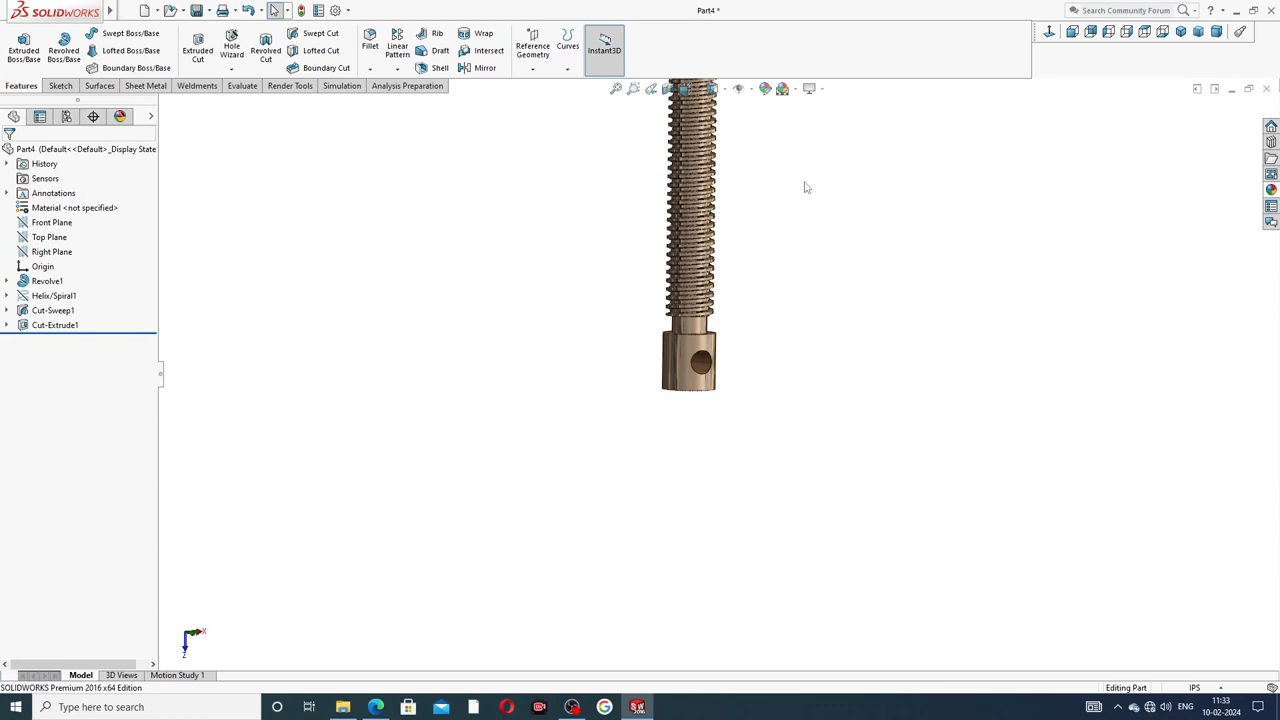 SOLIDWORKS
Part4 *
Search Community Forum
Extruded Boss/Base
Revolved Boss/Base
Swept Boss/Base
Lofted Boss/Base
Boundary Boss/Base
Extruded Cut
Hole Wizard
Revolved Cut
Swept Cut
Lofted Cut
Boundary Cut
Fillet
Linear Pattern
Rib
Draft
Shell
Wrap
Intersect
Mirror
Reference Geometry
Curves
Instant3D
Features Sketch Surfaces Sheet Metal Weldments Evaluate Render Tools Simulation Analysis Preparation
Part4 (Default<<Default>_Display State
History
Sensors
Annotations
Material <not specified>
Front Plane
Top Plane
Right Plane
Origin
Revolve1
Helix/Spiral1
Cut-Sweep1
Cut-Extrude1
X
Z
Model 3D Views Motion Study 1
SOLIDWORKS Premium 2016 x64 Edition
Editing Part
IPS
Type here to search
ENG
11:33
10-02-2024